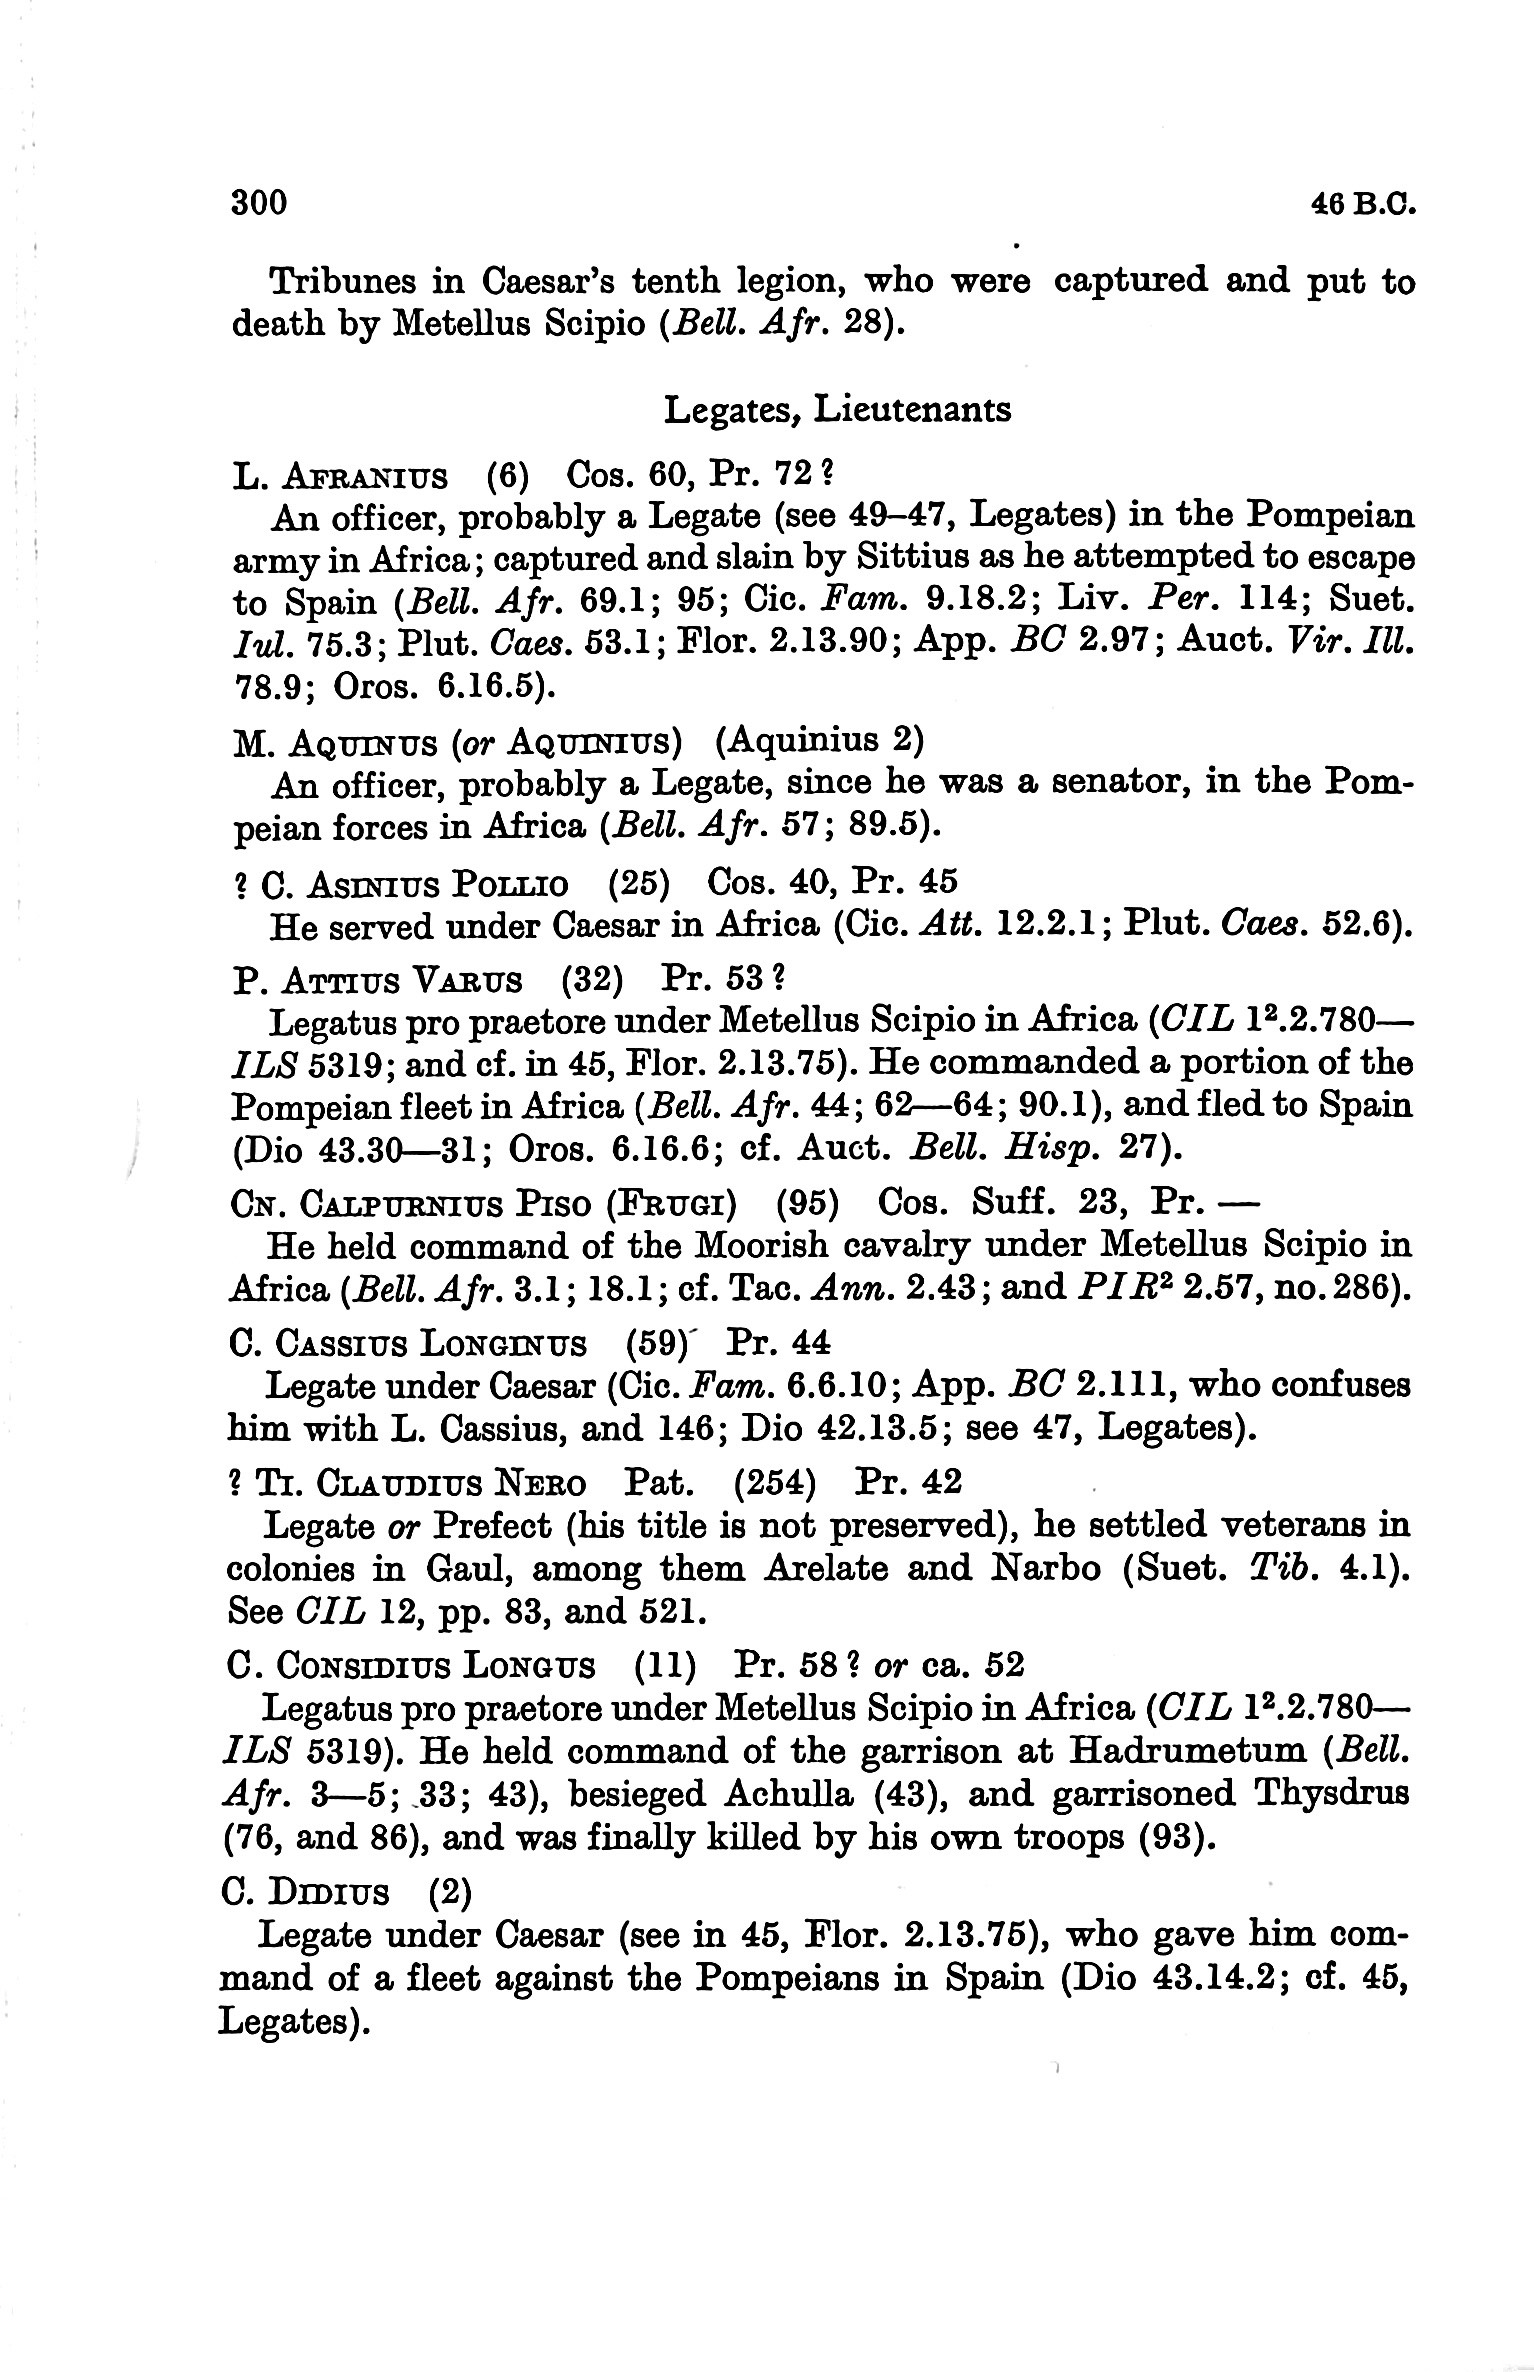 300 46 B.C.
Tribunes in Caesar's tenth legion, who were captured and put to
death by Metellus Scipio (Bell. Afr. 28).
Legates, Lieutenants
L. AFRANIUS (6) Cos. 60, Pr. 72?
An officer, probably a Legate (see 49–47, Legates) in the Pompeian
army in Africa; captured and slain by Sittius as he attempted to escape
to Spain (Bell. Afr. 69.1; 95; Cic. Fam. 9.18.2; Liv. Per. 114; Suet.
Iul. 75.3; Plut. Caes. 53.1; Flor. 2.13.90; App. BC 2.97; Auct. Vir. Ill.
78.9; Oros. 6.16.5).
M. AQUINUS (or AQUINIUS) (Aquinius 2)
An officer, probably a Legate, since he was a senator, in the Pom-
peian forces in Africa (Bell. Afr. 57; 89.5).
? C. ASINIUS POLLIO (25) Cos. 40, Pr. 45
He served under Caesar in Africa (Cic. Att. 12.2.1; Plut. Caes. 52.6).
P. ATTIUS VARUS (32) Pr. 53?
Legatus pro praetore under Metellus Scipio in Africa (CIL 1².2.780—
ILS 5319; and cf. in 45, Flor. 2.13.75). He commanded a portion of the
Pompeian fleet in Africa (Bell. Afr. 44; 62—64; 90.1), and fled to Spain
(Dio 43.30—31; Oros. 6.16.6; cf. Auct. Bell. Hisp. 27).
CN. CALPURNIUS PISO (FRUGI) (95) Cos. Suff. 23, Pr. —
He held command of the Moorish cavalry under Metellus Scipio in
Africa (Bell. Afr. 3.1; 18.1; cf. Tac. Ann. 2.43; and PIR² 2.57, no. 286).
C. CASSIUS LONGINUS (59) Pr. 44
Legate under Caesar (Cic. Fam. 6.6.10; App. BC 2.111, who confuses
him with L. Cassius, and 146; Dio 42.13.5; see 47, Legates).
? TI. CLAUDIUS NERO Pat. (254) Pr. 42
Legate or Prefect (his title is not preserved), he settled veterans in
colonies in Gaul, among them Arelate and Narbo (Suet. Tib. 4.1).
See CIL 12, pp. 83, and 521.
C. CONSIDIUS LONGUS (11) Pr. 58? or ca. 52
Legatus pro praetore under Metellus Scipio in Africa (CIL 1².2.780—
ILS 5319). He held command of the garrison at Hadrumetum (Bell.
Afr. 3—5; 33; 43), besieged Achulla (43), and garrisoned Thysdrus
(76, and 86), and was finally killed by his own troops (93).
C. DIDIUS (2)
Legate under Caesar (see in 45, Flor. 2.13.75), who gave him com-
mand of a fleet against the Pompeians in Spain (Dio 43.14.2; cf. 45,
Legates).